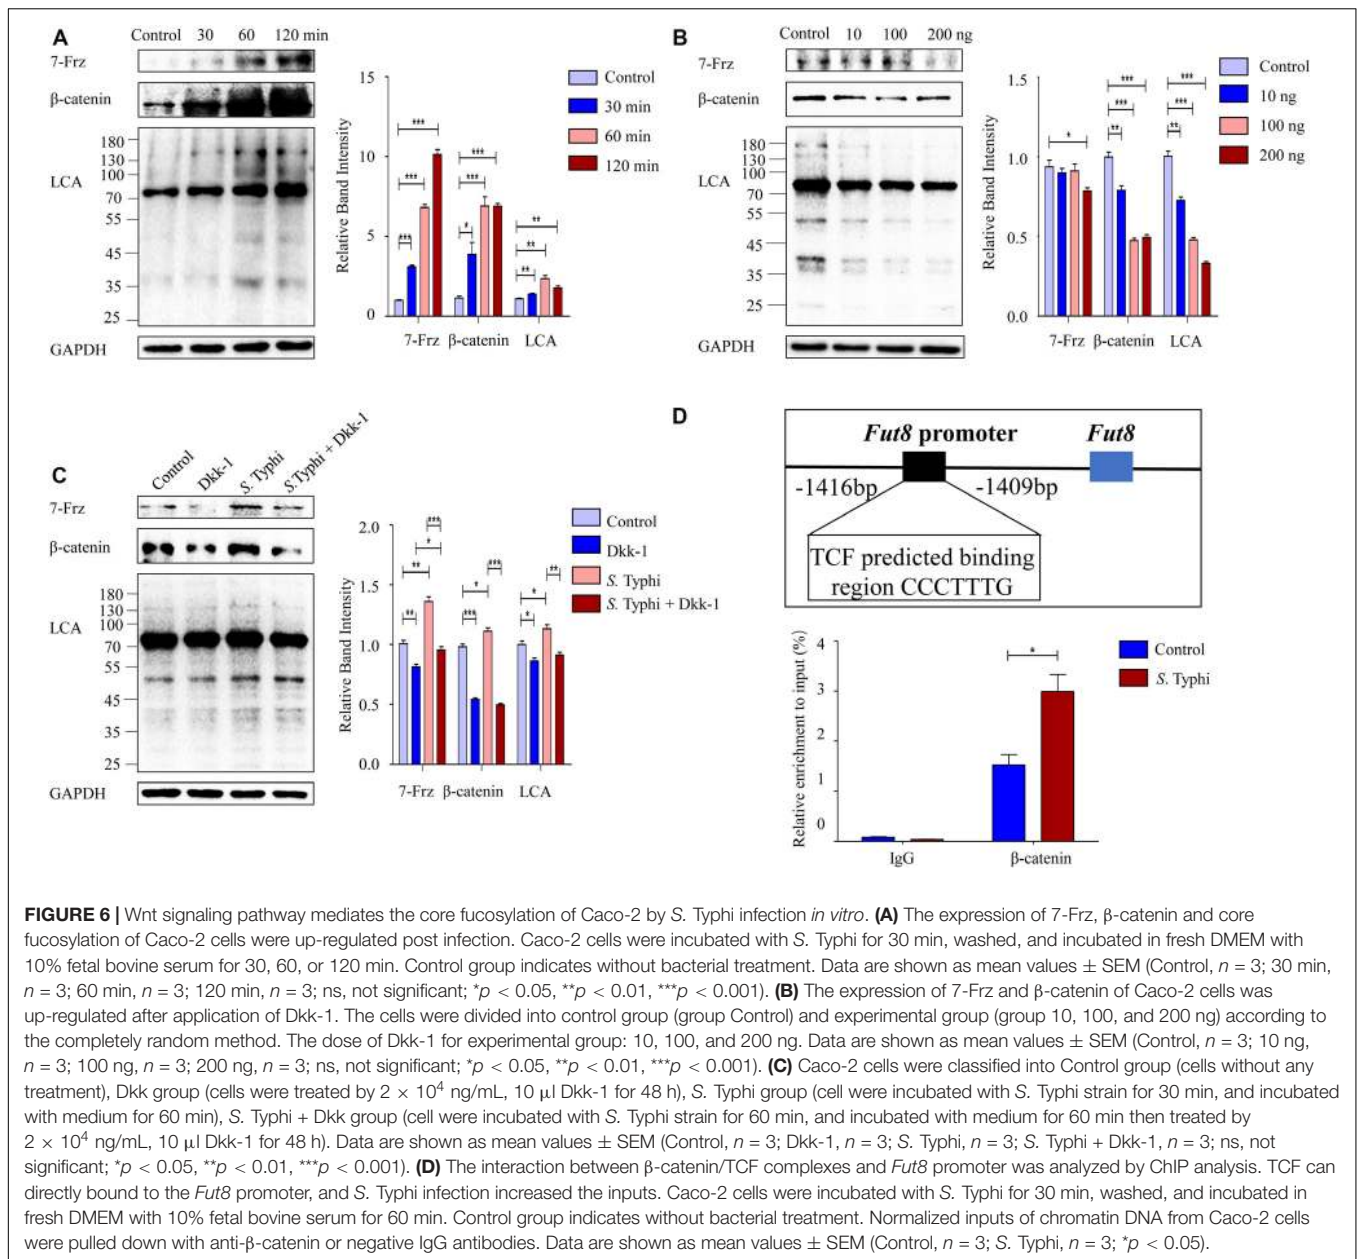 A
Control 30 60 120 min
7-Frz
β-catenin
LCA
180
130
100
70
55
45
35
25
GAPDH
Relative Band Intensity
15
10
5
0
*** *** *** * *** *** ** ** **
7-Frz β-catenin LCA
Control
30 min
60 min
120 min
B
Control 10 100 200 ng
7-Frz
β-catenin
LCA
180
130
100
70
55
45
35
25
GAPDH
Relative Band Intensity
1.5
1.0
0.5
0.0
* ** *** *** ** *** ***
7-Frz β-catenin LCA
Control
10 ng
100 ng
200 ng
C
Control Dkk-1 S. Typhi S.Typhi + Dkk-1
7-Frz
β-catenin
LCA
180
130
100
70
55
45
35
25
GAPDH
Relative Band Intensity
2.0
1.5
1.0
0.5
0.0
** ** * *** *** * *** * * **
7-Frz β-catenin LCA
Control
Dkk-1
S. Typhi
S. Typhi + Dkk-1
D
Fut8 promoter Fut8
-1416bp -1409bp
TCF predicted binding
region CCCTTTG
Relative enrichment to input (%)
4
3
2
1
0
*
IgG β-catenin
Control
S. Typhi
FIGURE 6 | Wnt signaling pathway mediates the core fucosylation of Caco-2 by S. Typhi infection in vitro. (A) The expression of 7-Frz, β-catenin and core
fucosylation of Caco-2 cells were up-regulated post infection. Caco-2 cells were incubated with S. Typhi for 30 min, washed, and incubated in fresh DMEM with
10% fetal bovine serum for 30, 60, or 120 min. Control group indicates without bacterial treatment. Data are shown as mean values ± SEM (Control, n = 3; 30 min,
n = 3; 60 min, n = 3; 120 min, n = 3; ns, not significant; *p < 0.05, **p < 0.01, ***p < 0.001). (B) The expression of 7-Frz and β-catenin of Caco-2 cells was
up-regulated after application of Dkk-1. The cells were divided into control group (group Control) and experimental group (group 10, 100, and 200 ng) according to
the completely random method. The dose of Dkk-1 for experimental group: 10, 100, and 200 ng. Data are shown as mean values ± SEM (Control, n = 3; 10 ng,
n = 3; 100 ng, n = 3; 200 ng, n = 3; ns, not significant; *p < 0.05, **p < 0.01, ***p < 0.001). (C) Caco-2 cells were classified into Control group (cells without any
treatment), Dkk group (cells were treated by 2 × 10⁴ ng/mL, 10 μl Dkk-1 for 48 h), S. Typhi group (cell were incubated with S. Typhi strain for 30 min, and incubated
with medium for 60 min), S. Typhi + Dkk group (cell were incubated with S. Typhi strain for 60 min, and incubated with medium for 60 min then treated by
2 × 10⁴ ng/mL, 10 μl Dkk-1 for 48 h). Data are shown as mean values ± SEM (Control, n = 3; Dkk-1, n = 3; S. Typhi, n = 3; S. Typhi + Dkk-1, n = 3; ns, not
significant; *p < 0.05, **p < 0.01, ***p < 0.001). (D) The interaction between β-catenin/TCF complexes and Fut8 promoter was analyzed by ChIP analysis. TCF can
directly bound to the Fut8 promoter, and S. Typhi infection increased the inputs. Caco-2 cells were incubated with S. Typhi for 30 min, washed, and incubated in
fresh DMEM with 10% fetal bovine serum for 60 min. Control group indicates without bacterial treatment. Normalized inputs of chromatin DNA from Caco-2 cells
were pulled down with anti-β-catenin or negative IgG antibodies. Data are shown as mean values ± SEM (Control, n = 3; S. Typhi, n = 3; *p < 0.05).